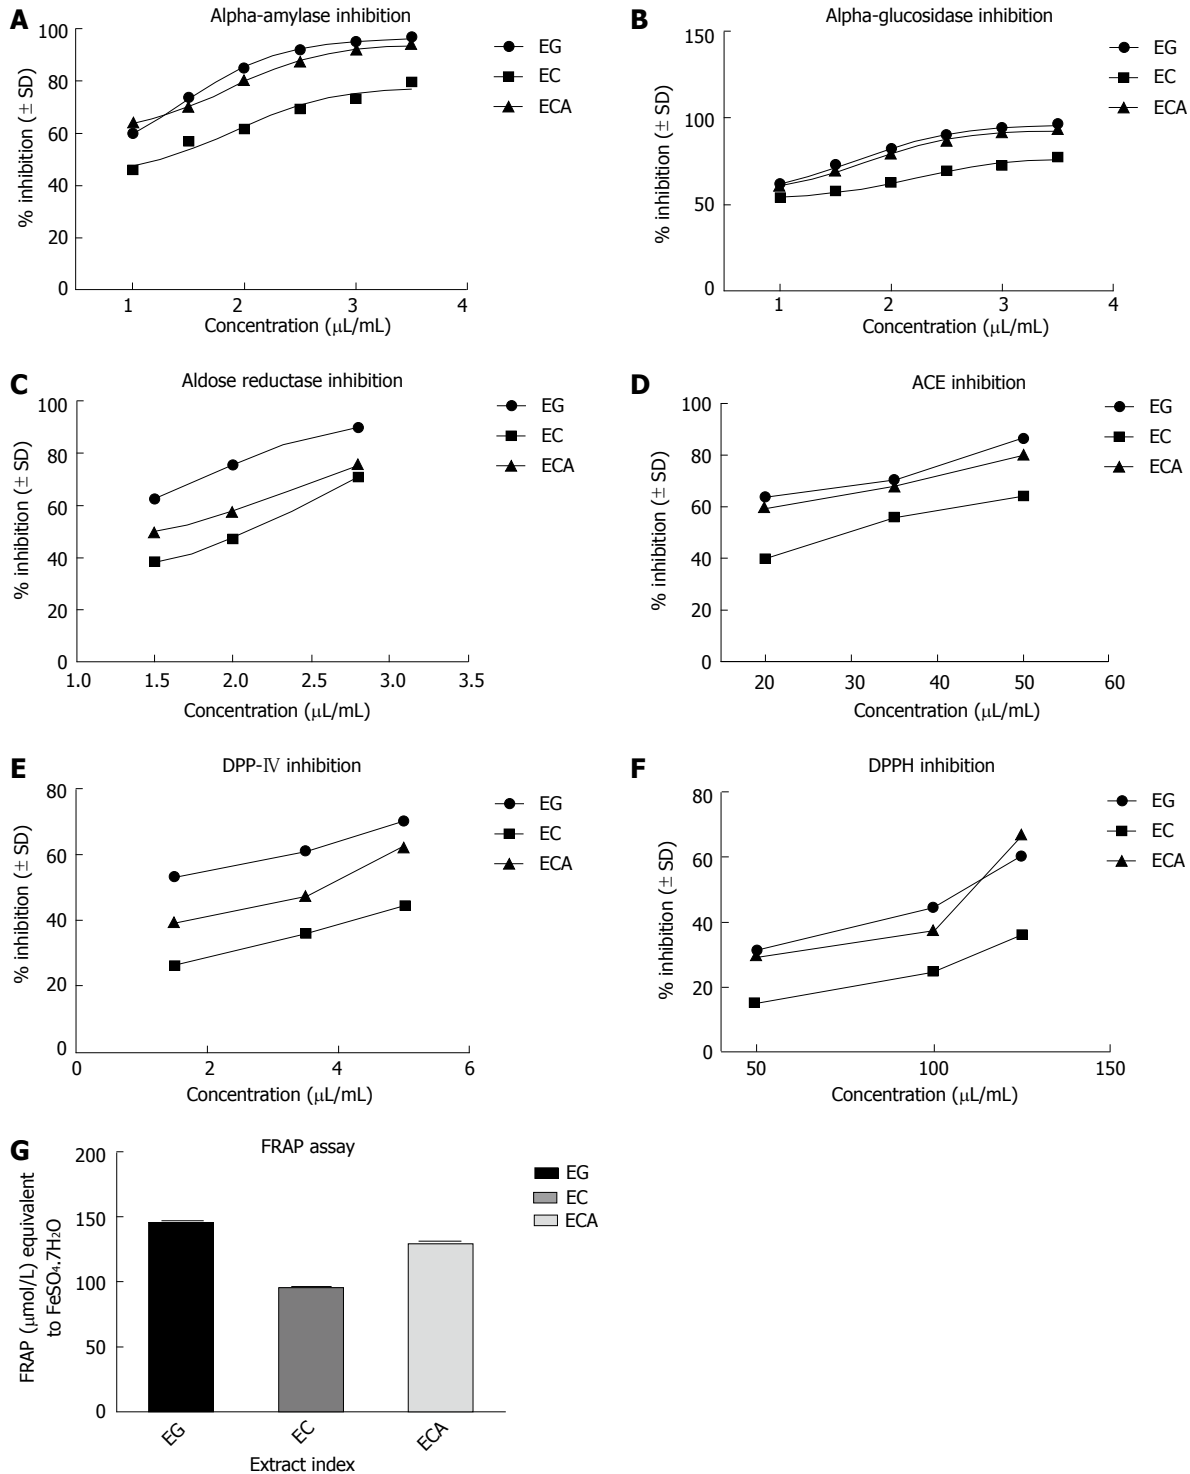 A
Alpha-amylase inhibition
% inhibition (± SD)
100
80
60
40
20
0
1
2
3
4
Concentration (μL/mL)
EG
EC
ECA
B
Alpha-glucosidase inhibition
% inhibition (± SD)
150
100
50
0
1
2
3
4
Concentration (μL/mL)
EG
EC
ECA
C
Aldose reductase inhibition
% inhibition (± SD)
100
80
60
40
20
0
1.0
1.5
2.0
2.5
3.0
3.5
Concentration (μL/mL)
EG
EC
ECA
D
ACE inhibition
% inhibition (± SD)
100
80
60
40
20
0
20
30
40
50
60
Concentration (μL/mL)
EG
EC
ECA
E
DPP-Ⅳ inhibition
% inhibition (± SD)
80
60
40
20
0
0
2
4
6
Concentration (μL/mL)
EG
EC
ECA
F
DPPH inhibition
% inhibition (± SD)
80
60
40
20
0
50
100
150
Concentration (μL/mL)
EG
EC
ECA
G
FRAP assay
FRAP (μmol/L) equivalent
to FeSO₄.7H₂O
200
150
100
50
0
EG
EC
ECA
Extract index
EG
EC
ECA